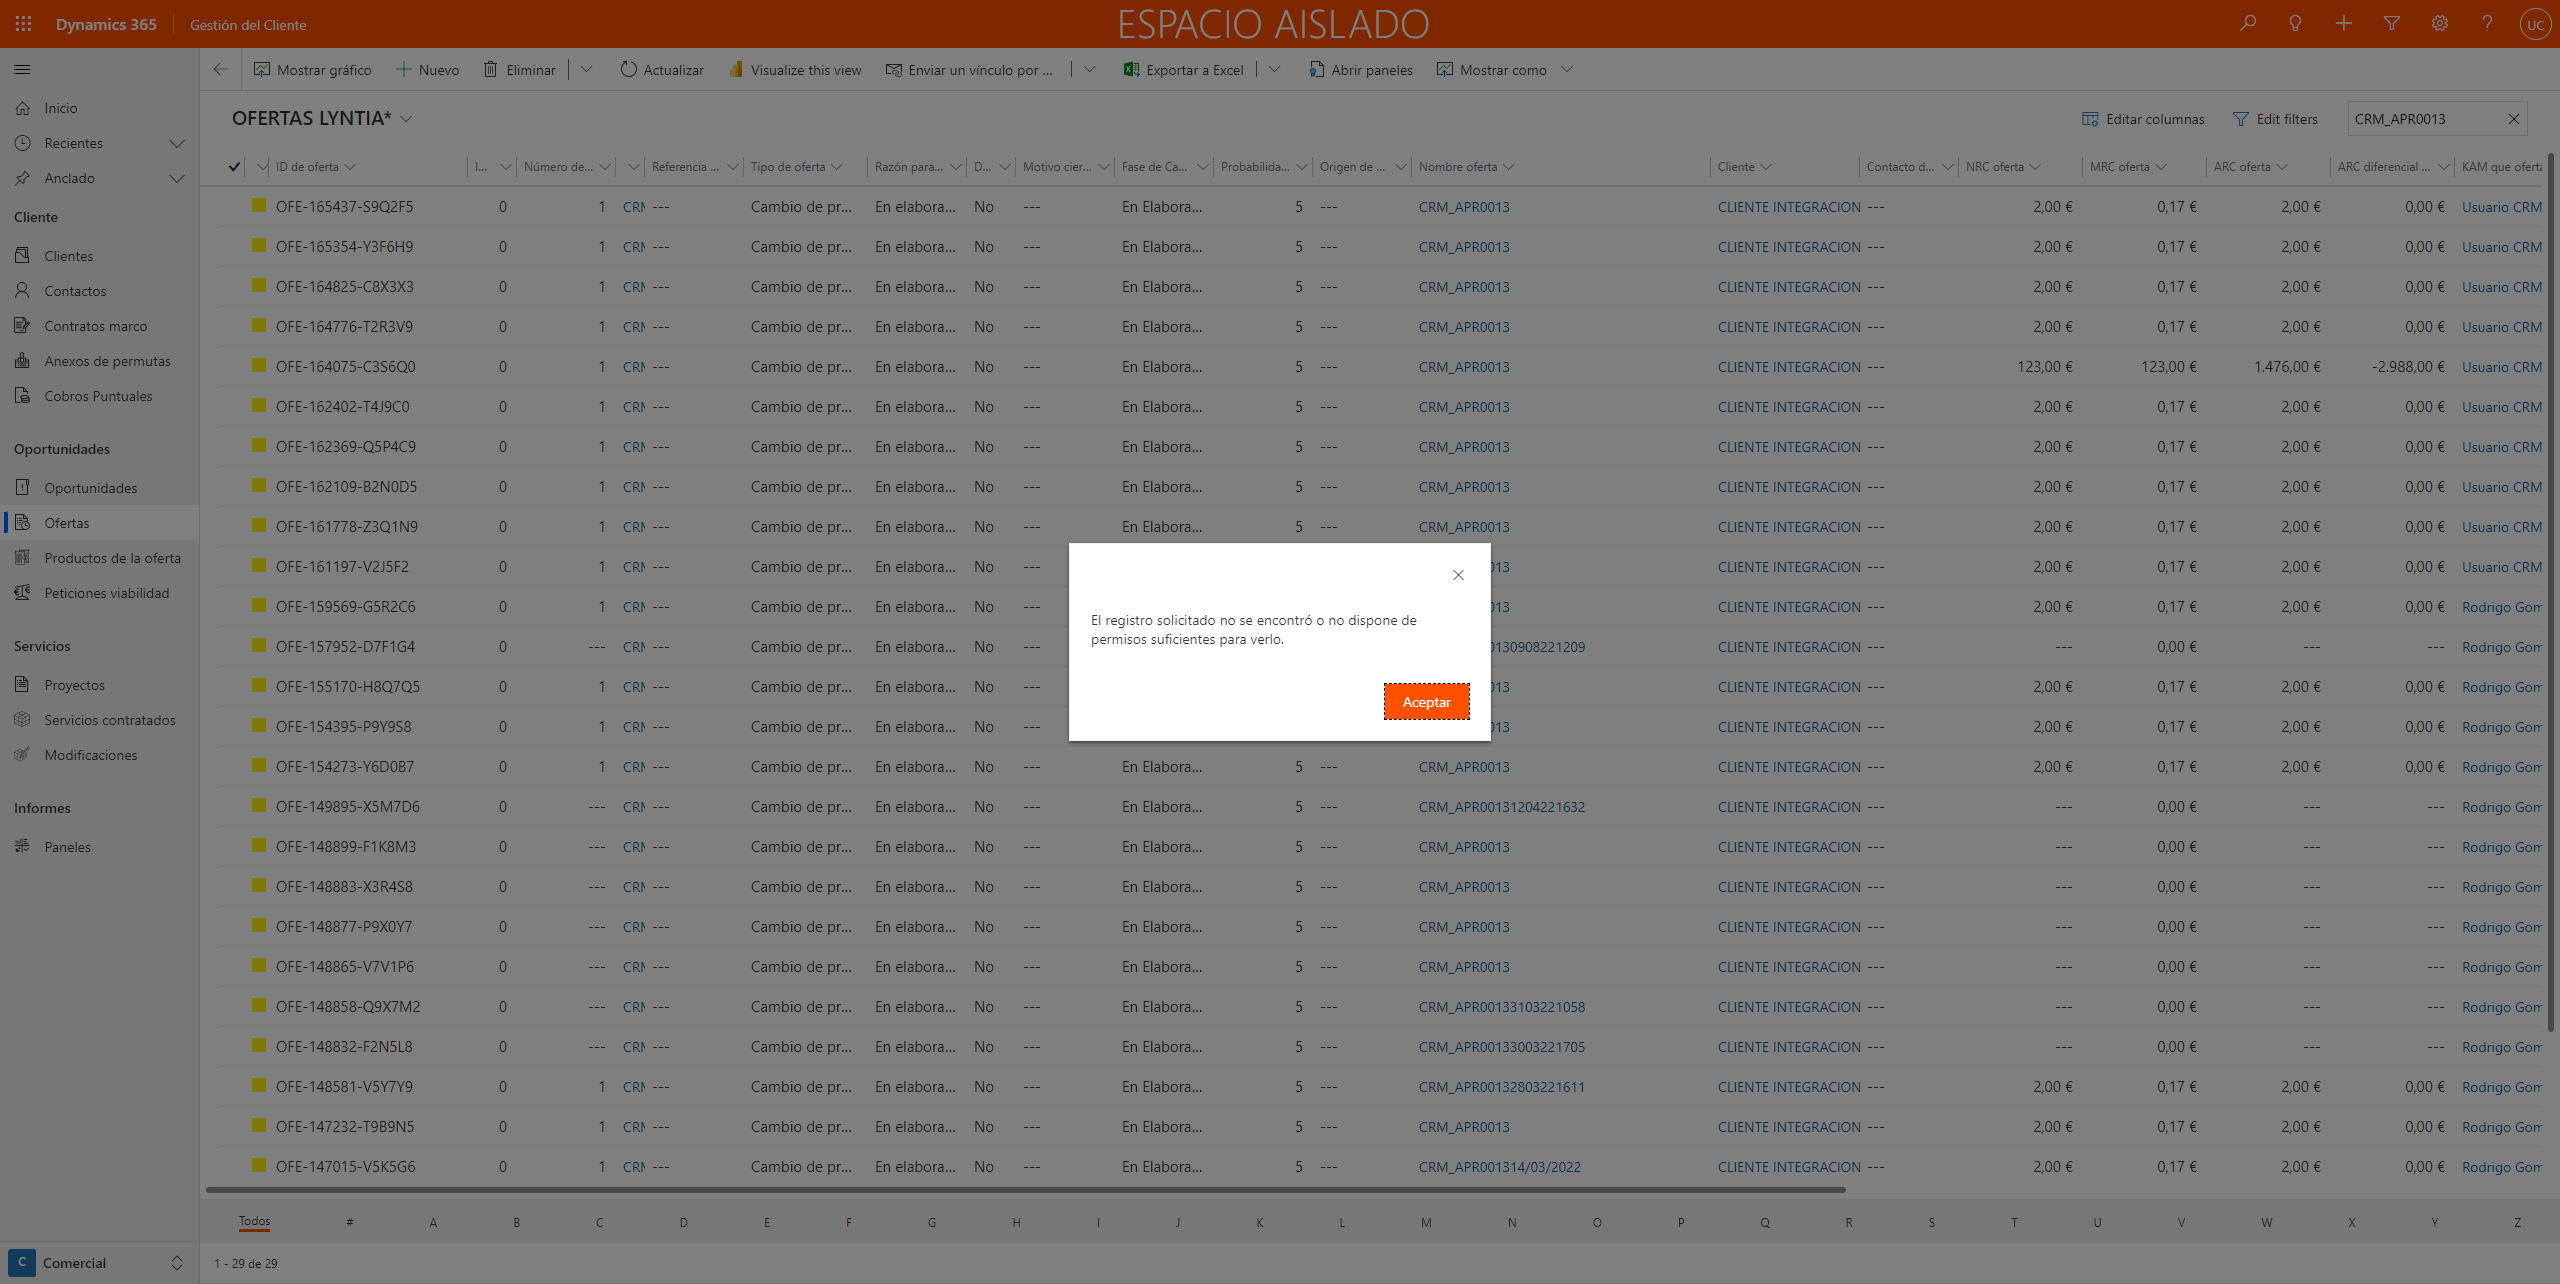 Dynamics 365
Gestión del Cliente
ESPACIO AISLADO
UC
Mostrar gráfico
Nuevo
Eliminar
Actualizar
Visualize this view
Enviar un vínculo por ...
Exportar a Excel
Abrir paneles
Mostrar como
Inicio
Recientes
Anclado
Cliente
Clientes
Contactos
Contratos marco
Anexos de permutas
Cobros Puntuales
Oportunidades
Oportunidades
Ofertas
Productos de la oferta
Peticiones viabilidad
Servicios
Proyectos
Servicios contratados
Modificaciones
Informes
Paneles
C Comercial
OFERTAS LYNTIA*
Editar columnas
Edit filters
CRM_APR0013
ID de oferta I... Número de... Referencia ... Tipo de oferta Razón para... D... Motivo cier... Fase de Ca... Probabilida... Origen de ... Nombre oferta Cliente Contacto d... NRC oferta MRC oferta ARC oferta ARC diferencial ... KAM que oferta
OFE-165437-S9Q2F5 0 1 CRM --- Cambio de pr... En elabora... No --- En Elabora... 5 --- CRM_APR0013 CLIENTE INTEGRACION --- 2,00 € 0,17 € 2,00 € 0,00 € Usuario CRM
OFE-165354-Y3F6H9 0 1 CRM --- Cambio de pr... En elabora... No --- En Elabora... 5 --- CRM_APR0013 CLIENTE INTEGRACION --- 2,00 € 0,17 € 2,00 € 0,00 € Usuario CRM
OFE-164825-C8X3X3 0 1 CRM --- Cambio de pr... En elabora... No --- En Elabora... 5 --- CRM_APR0013 CLIENTE INTEGRACION --- 2,00 € 0,17 € 2,00 € 0,00 € Usuario CRM
OFE-164776-T2R3V9 0 1 CRM --- Cambio de pr... En elabora... No --- En Elabora... 5 --- CRM_APR0013 CLIENTE INTEGRACION --- 2,00 € 0,17 € 2,00 € 0,00 € Usuario CRM
OFE-164075-C3S6Q0 0 1 CRM --- Cambio de pr... En elabora... No --- En Elabora... 5 --- CRM_APR0013 CLIENTE INTEGRACION --- 123,00 € 123,00 € 1.476,00 € -2.988,00 € Usuario CRM
OFE-162402-T4J9C0 0 1 CRM --- Cambio de pr... En elabora... No --- En Elabora... 5 --- CRM_APR0013 CLIENTE INTEGRACION --- 2,00 € 0,17 € 2,00 € 0,00 € Usuario CRM
OFE-162369-Q5P4C9 0 1 CRM --- Cambio de pr... En elabora... No --- En Elabora... 5 --- CRM_APR0013 CLIENTE INTEGRACION --- 2,00 € 0,17 € 2,00 € 0,00 € Usuario CRM
OFE-162109-B2N0D5 0 1 CRM --- Cambio de pr... En elabora... No --- En Elabora... 5 --- CRM_APR0013 CLIENTE INTEGRACION --- 2,00 € 0,17 € 2,00 € 0,00 € Usuario CRM
OFE-161778-Z3Q1N9 0 1 CRM --- Cambio de pr... En elabora... No --- En Elabora... 5 --- CRM_APR0013 CLIENTE INTEGRACION --- 2,00 € 0,17 € 2,00 € 0,00 € Usuario CRM
OFE-161197-V2J5F2 0 1 CRM --- Cambio de pr... En elabora... No --- 013 CLIENTE INTEGRACION --- 2,00 € 0,17 € 2,00 € 0,00 € Usuario CRM
OFE-159569-G5R2C6 0 1 CRM --- Cambio de pr... En elabora... No --- 013 CLIENTE INTEGRACION --- 2,00 € 0,17 € 2,00 € 0,00 € Rodrigo Gom
OFE-157952-D7F1G4 0 --- CRM --- Cambio de pr... En elabora... No --- 0130908221209 CLIENTE INTEGRACION --- --- 0,00 € --- --- Rodrigo Gom
OFE-155170-H8Q7Q5 0 1 CRM --- Cambio de pr... En elabora... No --- 013 CLIENTE INTEGRACION --- 2,00 € 0,17 € 2,00 € 0,00 € Rodrigo Gom
OFE-154395-P9Y9S8 0 1 CRM --- Cambio de pr... En elabora... No --- 013 CLIENTE INTEGRACION --- 2,00 € 0,17 € 2,00 € 0,00 € Rodrigo Gom
OFE-154273-Y6D0B7 0 1 CRM --- Cambio de pr... En elabora... No --- En Elabora... 5 --- CRM_APR0013 CLIENTE INTEGRACION --- 2,00 € 0,17 € 2,00 € 0,00 € Rodrigo Gom
OFE-149895-X5M7D6 0 --- CRM --- Cambio de pr... En elabora... No --- En Elabora... 5 --- CRM_APR00131204221632 CLIENTE INTEGRACION --- --- 0,00 € --- --- Rodrigo Gom
OFE-148899-F1K8M3 0 --- CRM --- Cambio de pr... En elabora... No --- En Elabora... 5 --- CRM_APR0013 CLIENTE INTEGRACION --- --- 0,00 € --- --- Rodrigo Gom
OFE-148883-X3R4S8 0 --- CRM --- Cambio de pr... En elabora... No --- En Elabora... 5 --- CRM_APR0013 CLIENTE INTEGRACION --- --- 0,00 € --- --- Rodrigo Gom
OFE-148877-P9X0Y7 0 --- CRM --- Cambio de pr... En elabora... No --- En Elabora... 5 --- CRM_APR0013 CLIENTE INTEGRACION --- --- 0,00 € --- --- Rodrigo Gom
OFE-148865-V7V1P6 0 --- CRM --- Cambio de pr... En elabora... No --- En Elabora... 5 --- CRM_APR0013 CLIENTE INTEGRACION --- --- 0,00 € --- --- Rodrigo Gom
OFE-148858-Q9X7M2 0 --- CRM --- Cambio de pr... En elabora... No --- En Elabora... 5 --- CRM_APR00133103221058 CLIENTE INTEGRACION --- --- 0,00 € --- --- Rodrigo Gom
OFE-148832-F2N5L8 0 --- CRM --- Cambio de pr... En elabora... No --- En Elabora... 5 --- CRM_APR00133003221705 CLIENTE INTEGRACION --- --- 0,00 € --- --- Rodrigo Gom
OFE-148581-V5Y7Y9 0 1 CRM --- Cambio de pr... En elabora... No --- En Elabora... 5 --- CRM_APR00132803221611 CLIENTE INTEGRACION --- 2,00 € 0,17 € 2,00 € 0,00 € Rodrigo Gom
OFE-147232-T9B9N5 0 1 CRM --- Cambio de pr... En elabora... No --- En Elabora... 5 --- CRM_APR0013 CLIENTE INTEGRACION --- 2,00 € 0,17 € 2,00 € 0,00 € Rodrigo Gom
OFE-147015-V5K5G6 0 1 CRM --- Cambio de pr... En elabora... No --- En Elabora... 5 --- CRM_APR001314/03/2022 CLIENTE INTEGRACION --- 2,00 € 0,17 € 2,00 € 0,00 € Rodrigo Gom
El registro solicitado no se encontró o no dispone de
permisos suficientes para verlo.
Aceptar
Todos # A B C D E F G H I J K L M N O P Q R S T U V W X Y Z
1 - 29 de 29